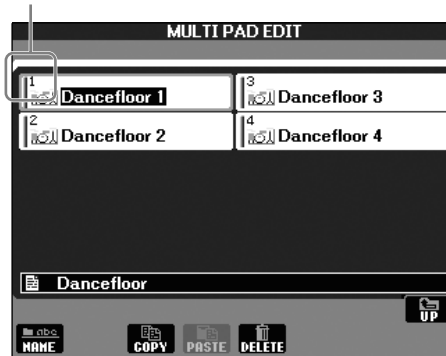 MULTI PAD EDIT
1 Dancefloor 1
3 Dancefloor 3
2 Dancefloor 2
4 Dancefloor 4
Dancefloor
UP
abc
NAME COPY PASTE DELETE